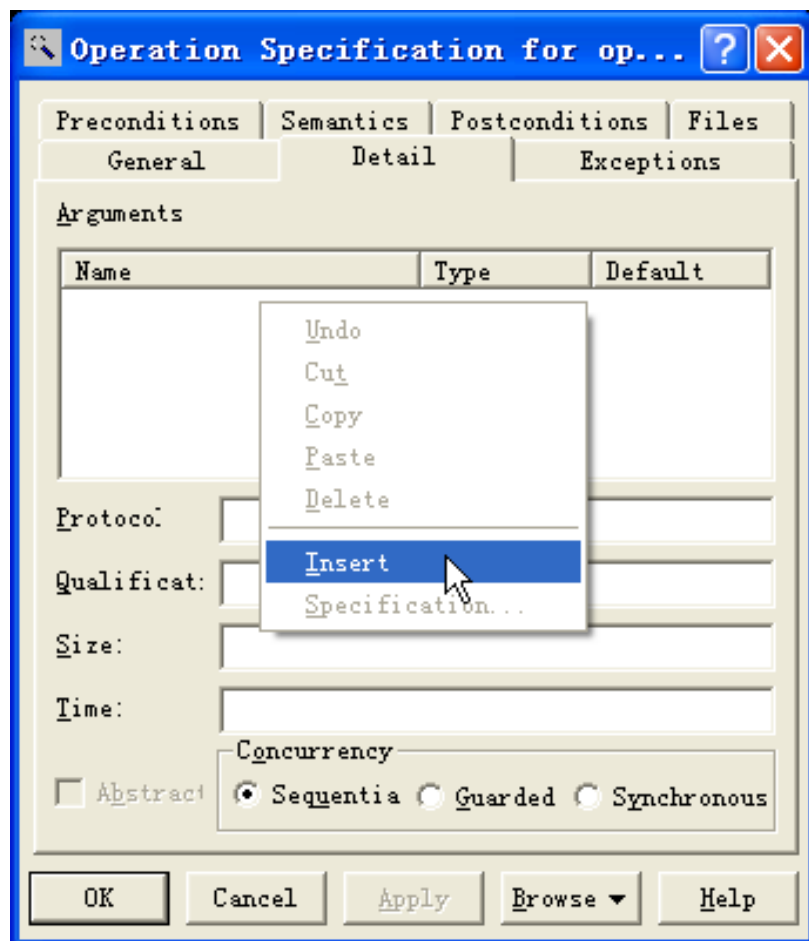 Operation Specification for op...
Preconditions Semantics Postconditions Files
General Detail Exceptions
Arguments
Name Type Default
Undo
Cut
Copy
Paste
Delete
Protocol
Insert
Qualificat:
Specification...
Size:
Time:
Concurrency
Abstract Sequentia Guarded Synchronous
OK Cancel Apply Browse Help